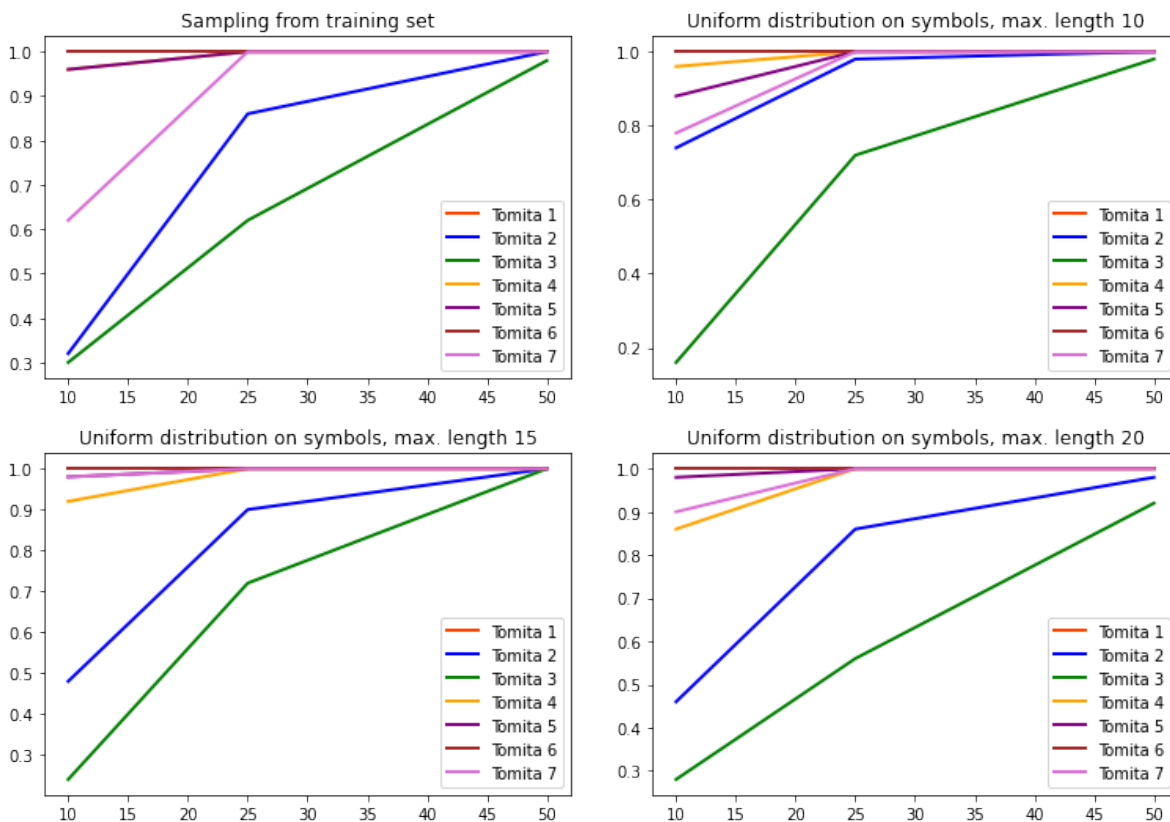 Sampling from training set
1.0
0.9
0.8
0.7
0.6
0.5
0.4
0.3
10 15 20 25 30 35 40 45 50
Tomita 1
Tomita 2
Tomita 3
Tomita 4
Tomita 5
Tomita 6
Tomita 7
Uniform distribution on symbols, max. length 10
1.0
0.8
0.6
0.4
0.2
10 15 20 25 30 35 40 45 50
Tomita 1
Tomita 2
Tomita 3
Tomita 4
Tomita 5
Tomita 6
Tomita 7
Uniform distribution on symbols, max. length 15
1.0
0.9
0.8
0.7
0.6
0.5
0.4
0.3
10 15 20 25 30 35 40 45 50
Tomita 1
Tomita 2
Tomita 3
Tomita 4
Tomita 5
Tomita 6
Tomita 7
Uniform distribution on symbols, max. length 20
1.0
0.9
0.8
0.7
0.6
0.5
0.4
0.3
10 15 20 25 30 35 40 45 50
Tomita 1
Tomita 2
Tomita 3
Tomita 4
Tomita 5
Tomita 6
Tomita 7